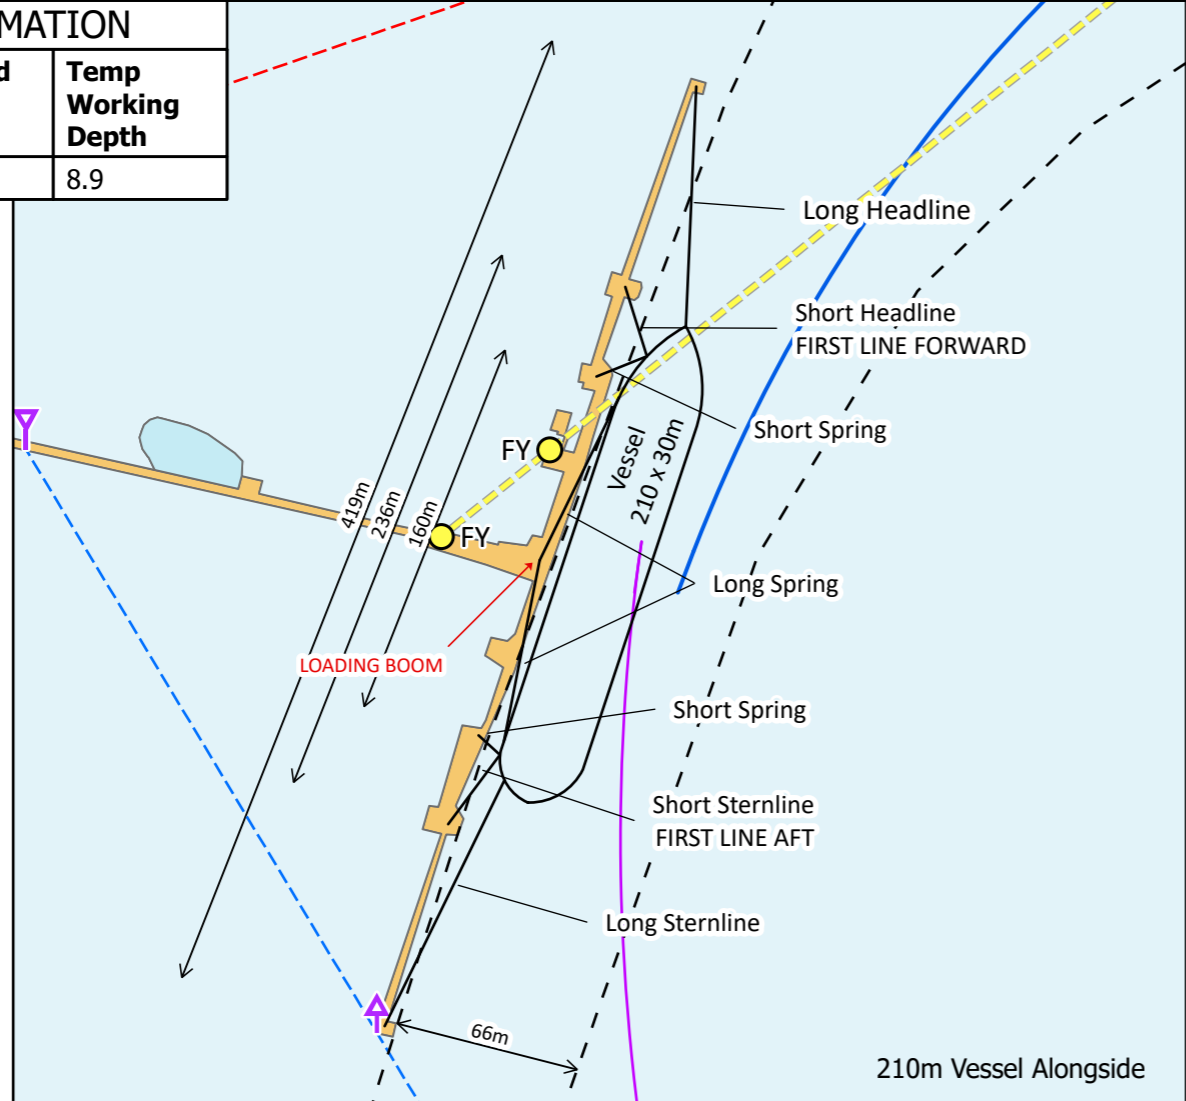 MATION
d
Temp
Working
Depth
8.9
Long Headline
Short Headline
FIRST LINE FORWARD
Short Spring
Vessel
210 x 30m
FY
FY
419m
236m
160m
Long Spring
LOADING BOOM
Short Spring
Short Sternline
FIRST LINE AFT
Long Sternline
66m
210m Vessel Alongside